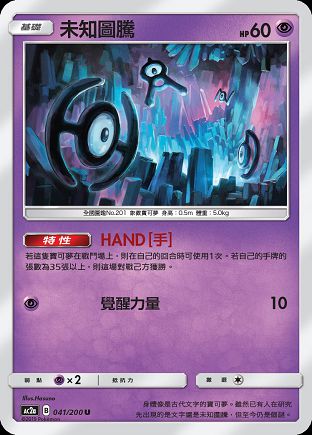 基礎 未知圖騰 HP60
全國圖鑑No.201 象徵寶可夢 身高：0.5m 體重：5.0kg
特性 HAND[手]
若這隻寶可夢在戰鬥場上，則在自己的回合時可使用1次。若自己的手牌的
張數為35張以上，則這場對戰己方獲勝。
覺醒力量 10
弱點 ×2 抵抗力 撤退
Illus.Hasuno
AC2a B 041/200 U
©2019 Pokémon
身體像是古代文字的寶可夢。雖然仍有在研究
先出現的是文字還是未知圖騰，但至今仍是個謎。